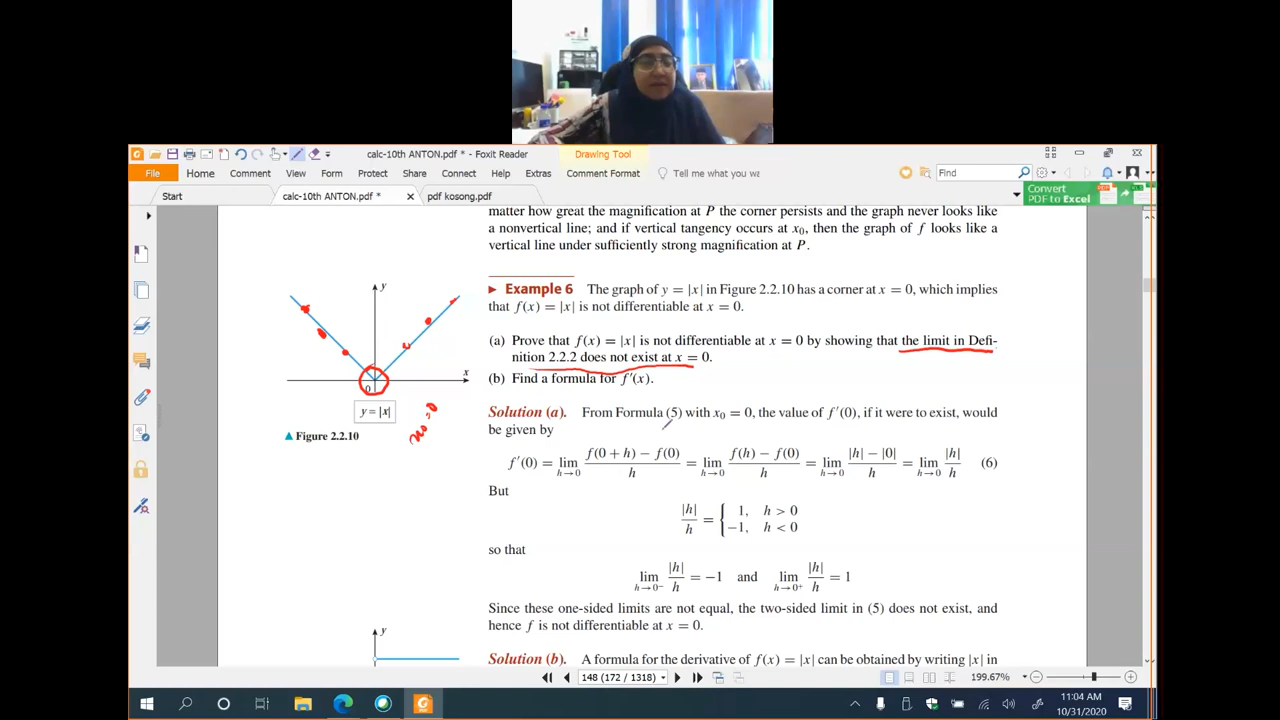 calc-10th ANTON.pdf * - Foxit Reader
Drawing Tool
File
Home
Comment
View
Form
Protect
Share
Connect
Help
Extras
Comment Format
Tell me what you wa
Find
Start
calc-10th ANTON.pdf *
pdf kosong.pdf
Convert
PDF to Excel
matter how great the magnification at P the corner persists and the graph never looks like
a nonvertical line; and if vertical tangency occurs at x₀, then the graph of f looks like a
vertical line under sufficiently strong magnification at P.
► Example 6 The graph of y = |x| in Figure 2.2.10 has a corner at x = 0, which implies
that f(x) = |x| is not differentiable at x = 0.
(a) Prove that f(x) = |x| is not differentiable at x = 0 by showing that the limit in Defi-
nition 2.2.2 does not exist at x = 0.
(b) Find a formula for f′(x).
y
x
0
y = |x|
▲ Figure 2.2.10
Solution (a). From Formula (5) with x₀ = 0, the value of f′(0), if it were to exist, would
be given by
f′(0) = lim h→0 f(0 + h) − f(0) / h = lim h→0 f(h) − f(0) / h = lim h→0 |h| − |0| / h = lim h→0 |h| / h (6)
But
|h| / h = { 1, h > 0
−1, h < 0
so that
lim h→0⁻ |h| / h = −1 and lim h→0⁺ |h| / h = 1
Since these one-sided limits are not equal, the two-sided limit in (5) does not exist, and
hence f is not differentiable at x = 0.
y
Solution (b). A formula for the derivative of f(x) = |x| can be obtained by writing |x| in
148 (172 / 1318)
199.67%
11:04 AM
10/31/2020